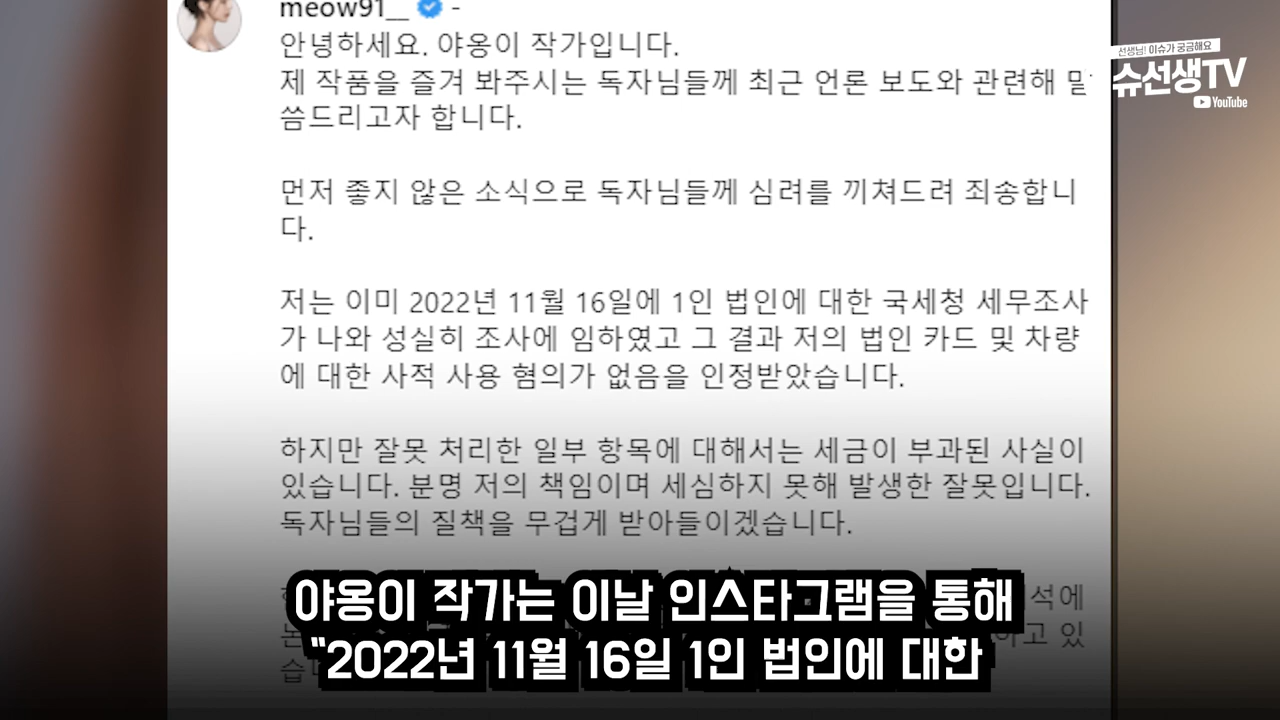 meow91__ -
안녕하세요. 야옹이 작가입니다.
제 작품을 즐겨 봐주시는 독자님들께 최근 언론 보도와 관련해 말
씀드리고자 합니다.
먼저 좋지 않은 소식으로 독자님들께 심려를 끼쳐드려 죄송합니
다.
저는 이미 2022년 11월 16일에 1인 법인에 대한 국세청 세무조사
가 나와 성실히 조사에 임하였고 그 결과 저의 법인 카드 및 차량
에 대한 사적 사용 혐의가 없음을 인정받았습니다.
하지만 잘못 처리한 일부 항목에 대해서는 세금이 부과된 사실이
있습니다. 분명 저의 책임이며 세심하지 못해 발생한 잘못입니다.
독자님들의 질책을 무겁게 받아들이겠습니다.
석에
하고 있
야옹이 작가는 이날 인스타그램을 통해
“2022년 11월 16일 1인 법인에 대한
선생님! 이슈가 궁금해요
슈선생TV
YouTube